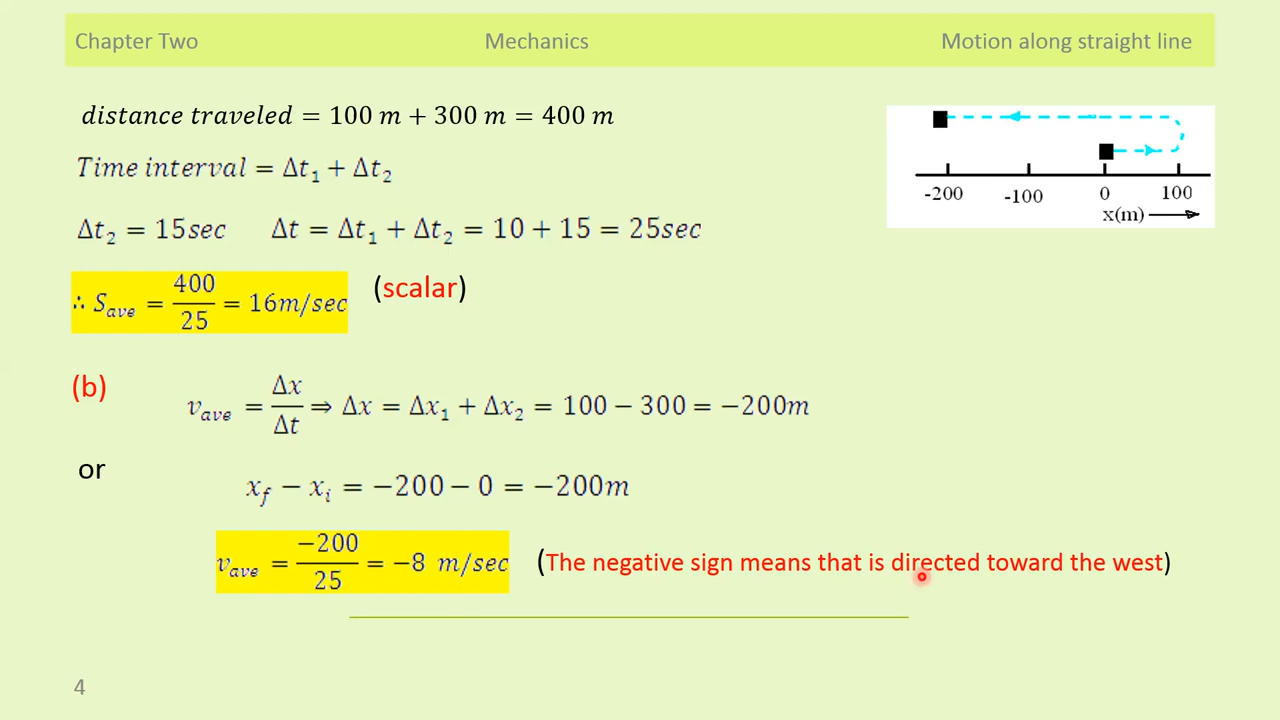 Chapter Two Mechanics Motion along straight line
distance traveled = 100 m + 300 m = 400 m
Time interval = Δt₁ + Δt₂
Δt₂ = 15sec Δt = Δt₁ + Δt₂ = 10 + 15 = 25sec
∴ S_ave = 400/25 = 16m/sec (scalar)
(b) v_ave = Δx/Δt ⇒ Δx = Δx₁ + Δx₂ = 100 − 300 = −200m
or
x_f − x_i = −200 − 0 = −200m
v_ave = −200/25 = −8 m/sec (The negative sign means that is directed toward the west)
-200 -100 0 100
x(m)
4